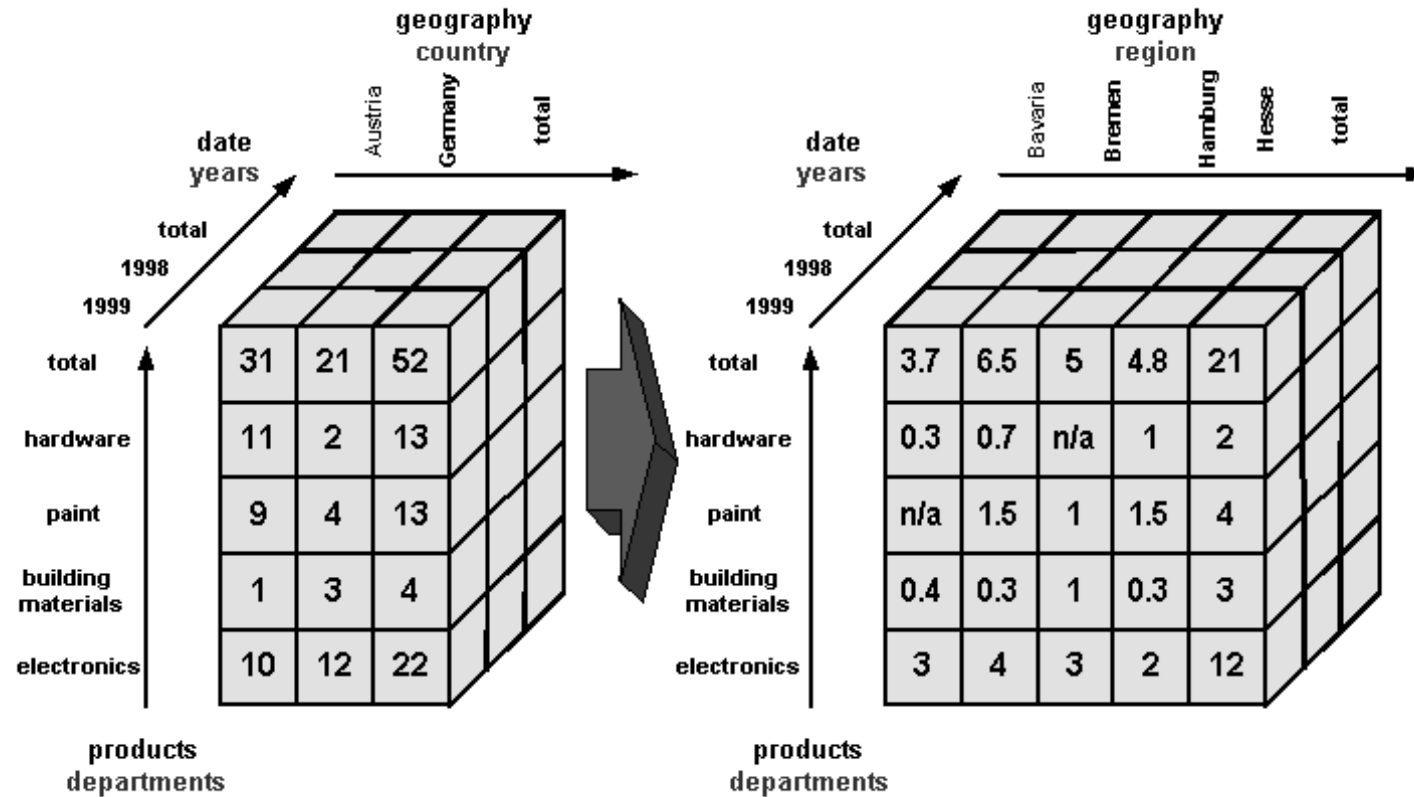 geography
country
Austria
Germany
total
date
years
total
1998
1999
total
31 21 52
hardware
11 2 13
paint
9 4 13
building
materials
1 3 4
electronics
10 12 22
products
departments
geography
region
Bavaria
Bremen
Hamburg
Hesse
total
date
years
total
1998
1999
total
3.7 6.5 5 4.8 21
hardware
0.3 0.7 n/a 1 2
paint
n/a 1.5 1 1.5 4
building
materials
0.4 0.3 1 0.3 3
electronics
3 4 3 2 12
products
departments